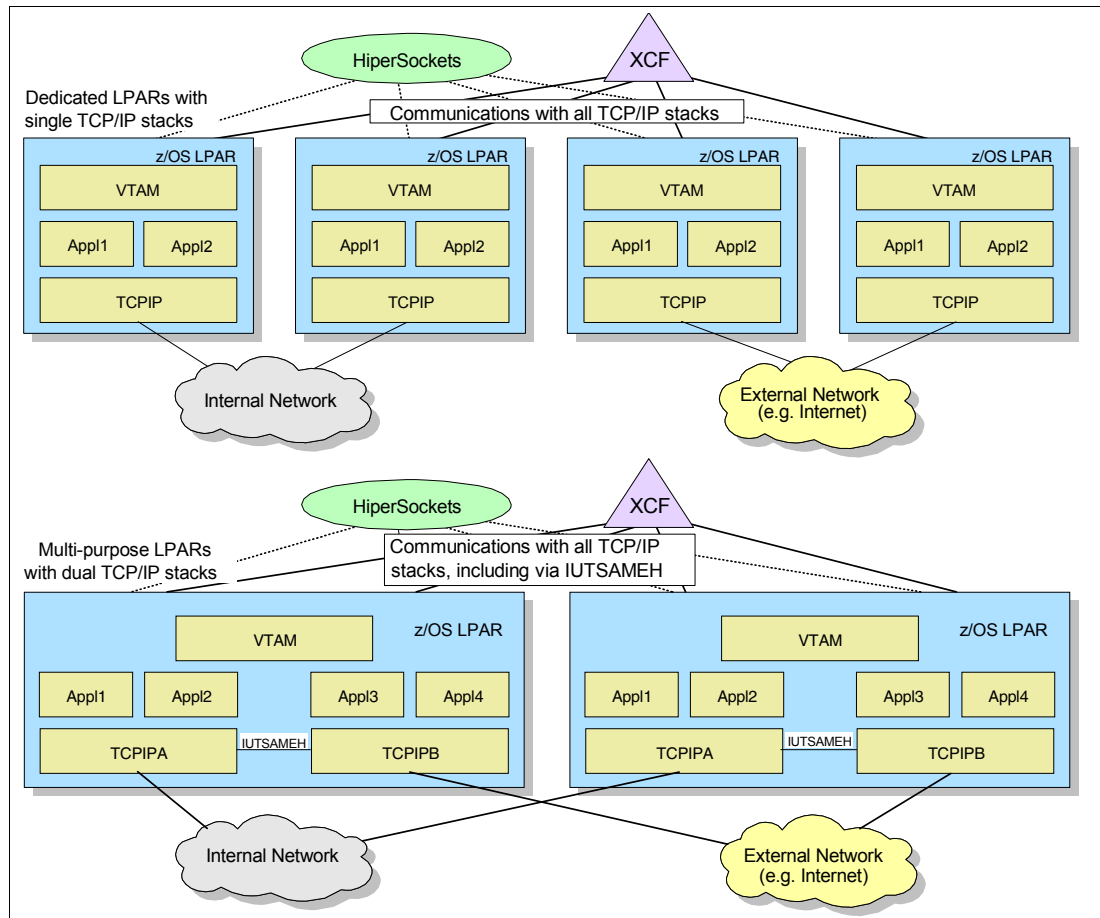 HiperSockets
XCF
Dedicated LPARs with
single TCP/IP stacks
Communications with all TCP/IP stacks
z/OS LPAR
VTAM
Appl1
Appl2
TCPIP
z/OS LPAR
VTAM
Appl1
Appl2
TCPIP
z/OS LPAR
VTAM
Appl1
Appl2
TCPIP
z/OS LPAR
VTAM
Appl1
Appl2
TCPIP
Internal Network
External Network
(e.g. Internet)
HiperSockets
XCF
Multi-purpose LPARs
with dual TCP/IP stacks
Communications with all TCP/IP
stacks, including via IUTSAMEH
z/OS LPAR
VTAM
Appl1
Appl2
Appl3
Appl4
TCPIPA
IUTSAMEH
TCPIPB
z/OS LPAR
VTAM
Appl1
Appl2
Appl3
Appl4
TCPIPA
IUTSAMEH
TCPIPB
Internal Network
External Network
(e.g. Internet)